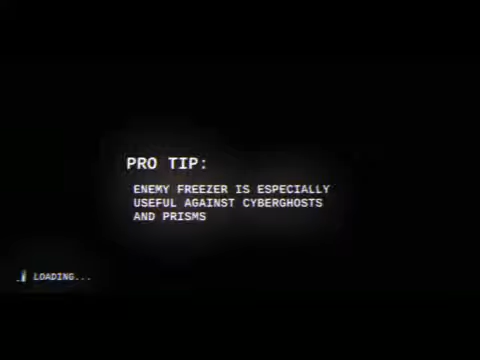 PRO TIP:
ENEMY FREEZER IS ESPECIALLY
USEFUL AGAINST CYBERGHOSTS
AND PRISMS
LOADING...